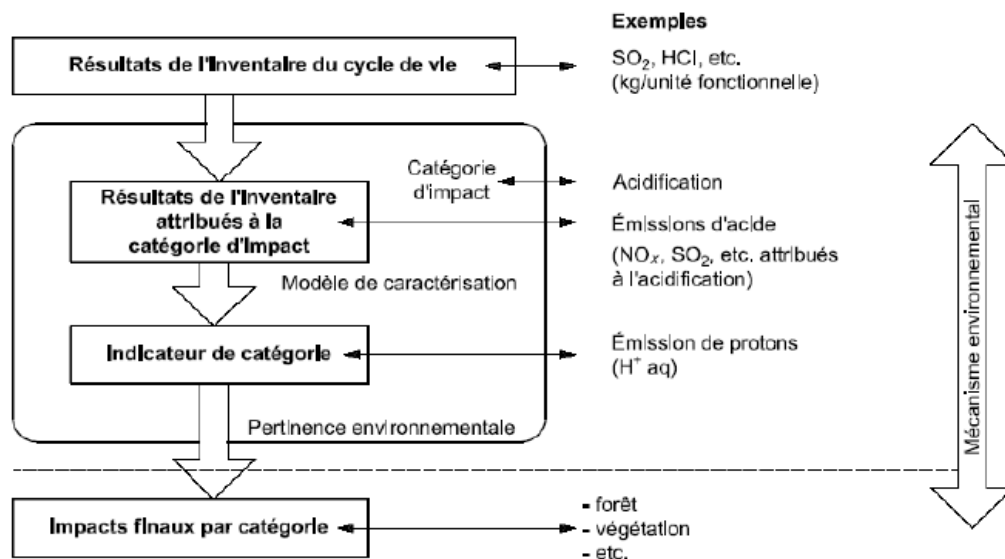 Exemples
Résultats de l'Inventaire du cycle de vie
SO₂, HCl, etc.
(kg/unité fonctionnelle)
Catégorie
d'impact
Acidification
Résultats de l'Inventaire
attribués à la
catégorie d'Impact
Émissions d'acide
(NOₓ, SO₂, etc. attribués
à l'acidification)
Modèle de caractérisation
Indicateur de catégorie
Émission de protons
(H⁺ aq)
Pertinence environnementale
Mécanisme environnemental
Impacts finaux par catégorie
- forêt
- végétation
- etc.